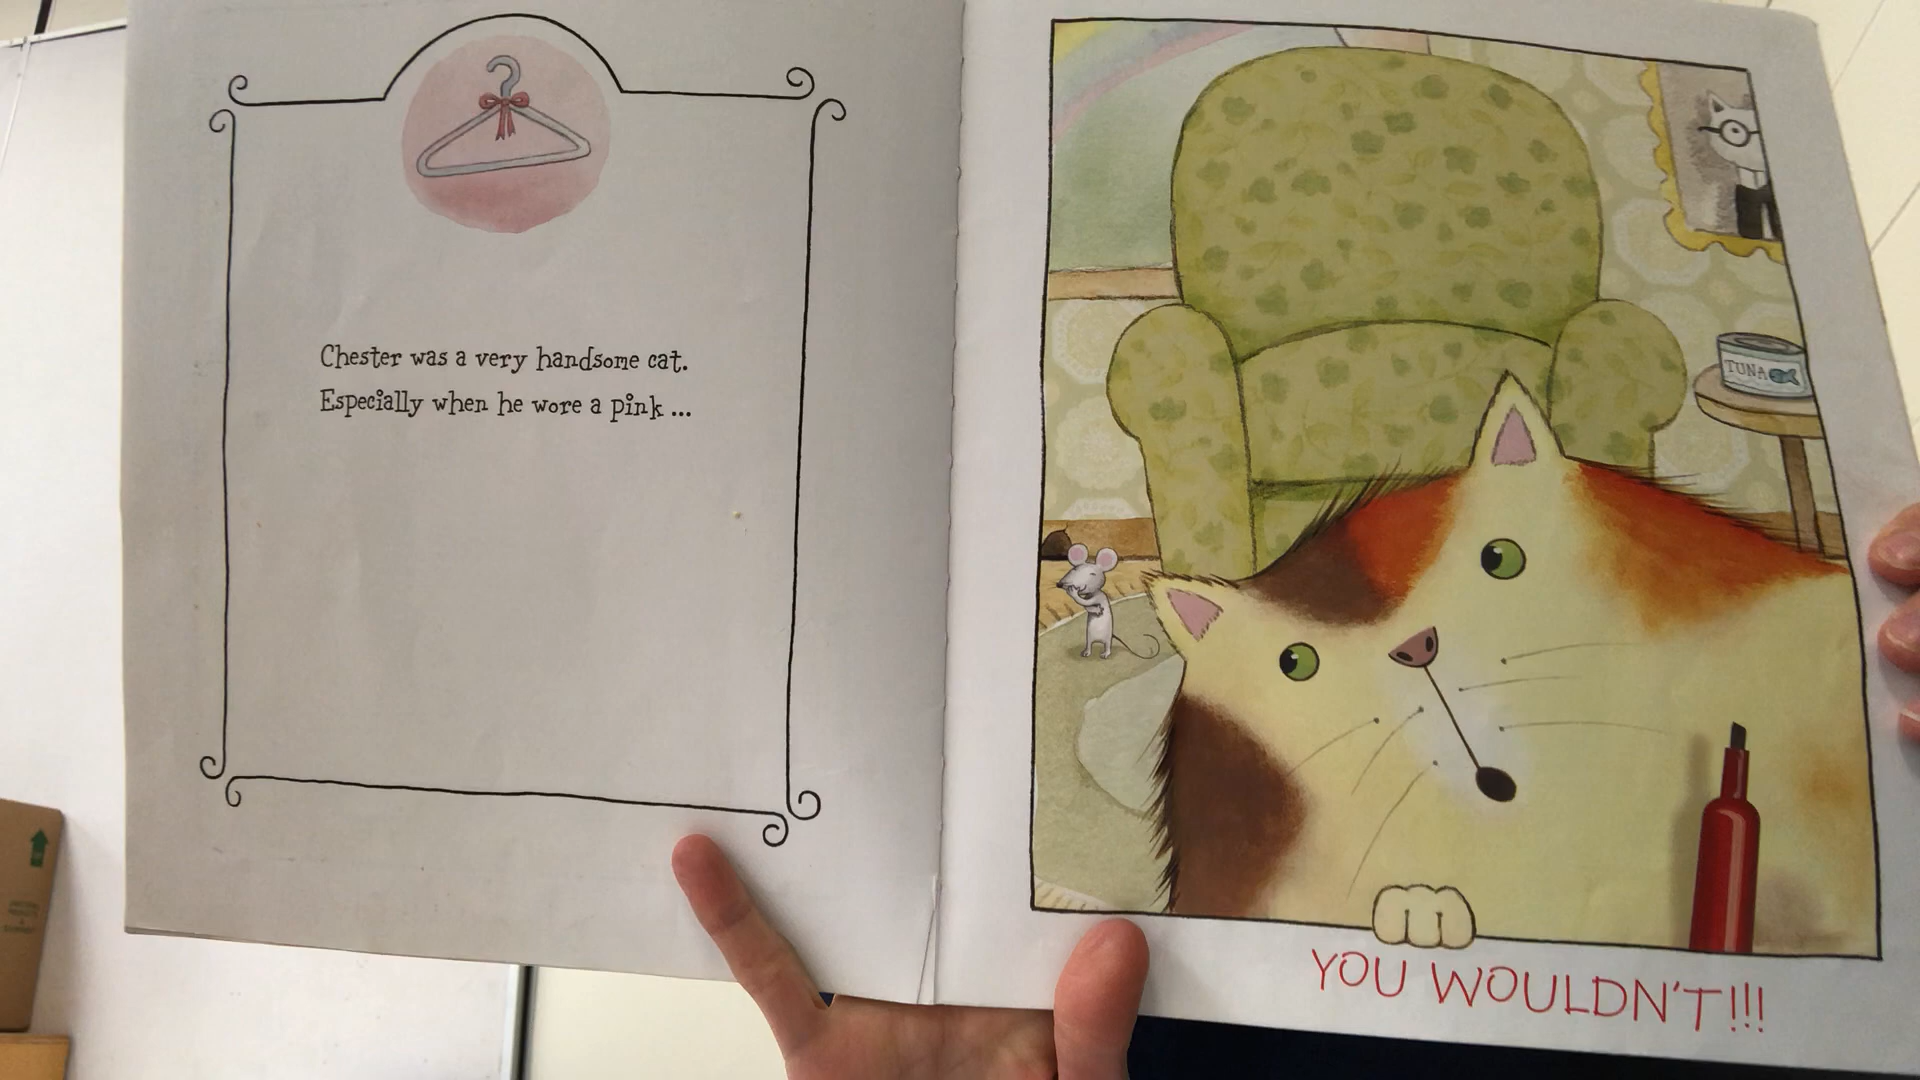 Chester was a very handsome cat.
Especially when he wore a pink ...
TUNA
YOU WOULDN'T!!!